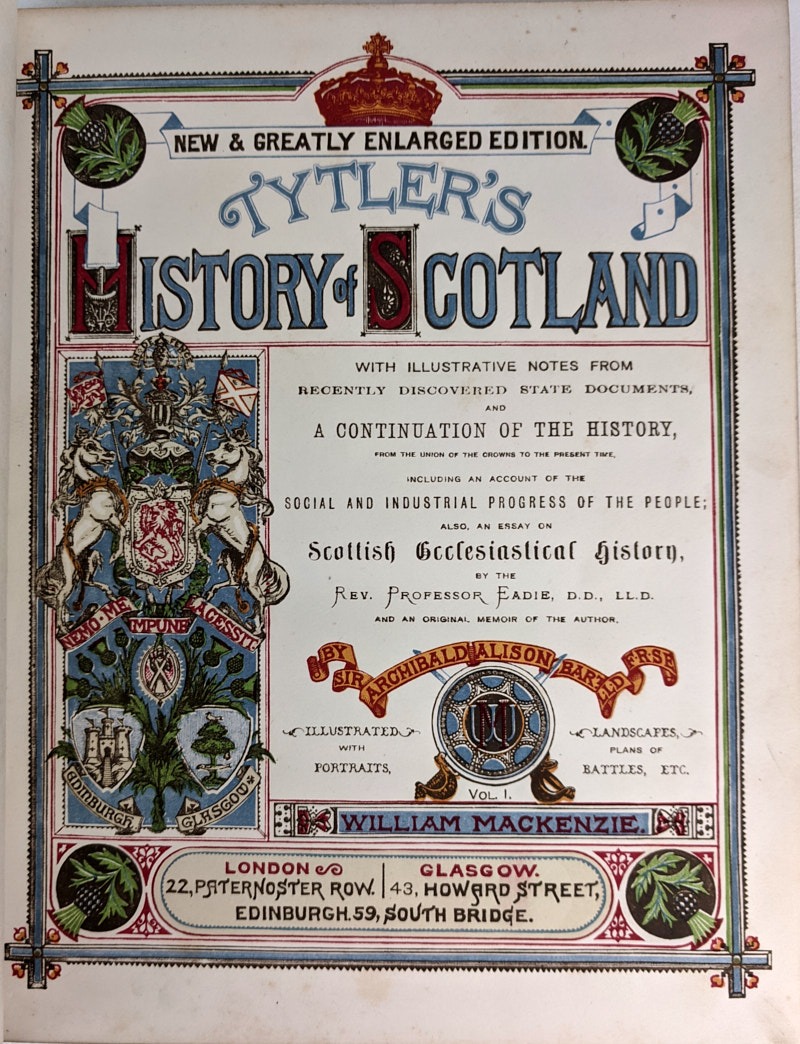 NEW & GREATLY ENLARGED EDITION.
TYTLER'S
HISTORY of SCOTLAND
WITH ILLUSTRATIVE NOTES FROM
RECENTLY DISCOVERED STATE DOCUMENTS,
AND
A CONTINUATION OF THE HISTORY,
FROM THE UNION OF THE CROWNS TO THE PRESENT TIME,
INCLUDING AN ACCOUNT OF THE
SOCIAL AND INDUSTRIAL PROGRESS OF THE PEOPLE;
ALSO, AN ESSAY ON
Scottish Ecclesiastical History,
BY THE
REV. PROFESSOR EADIE, D.D., LL.D.
AND AN ORIGINAL MEMOIR OF THE AUTHOR,
BY SIR ARCHIBALD ALISON BART LLD F·R·S·E
NEMO·ME IMPUNE LACESSIT.
ILLUSTRATED
WITH
PORTRAITS,
LANDSCAPES,
PLANS OF
BATTLES, ETC.
VOL. I.
EDINBURGH
GLASGOW
WILLIAM MACKENZIE.
LONDON
22, PATERNOSTER ROW.
GLASGOW.
43, HOWARD STREET,
EDINBURGH. 59, SOUTH BRIDGE.